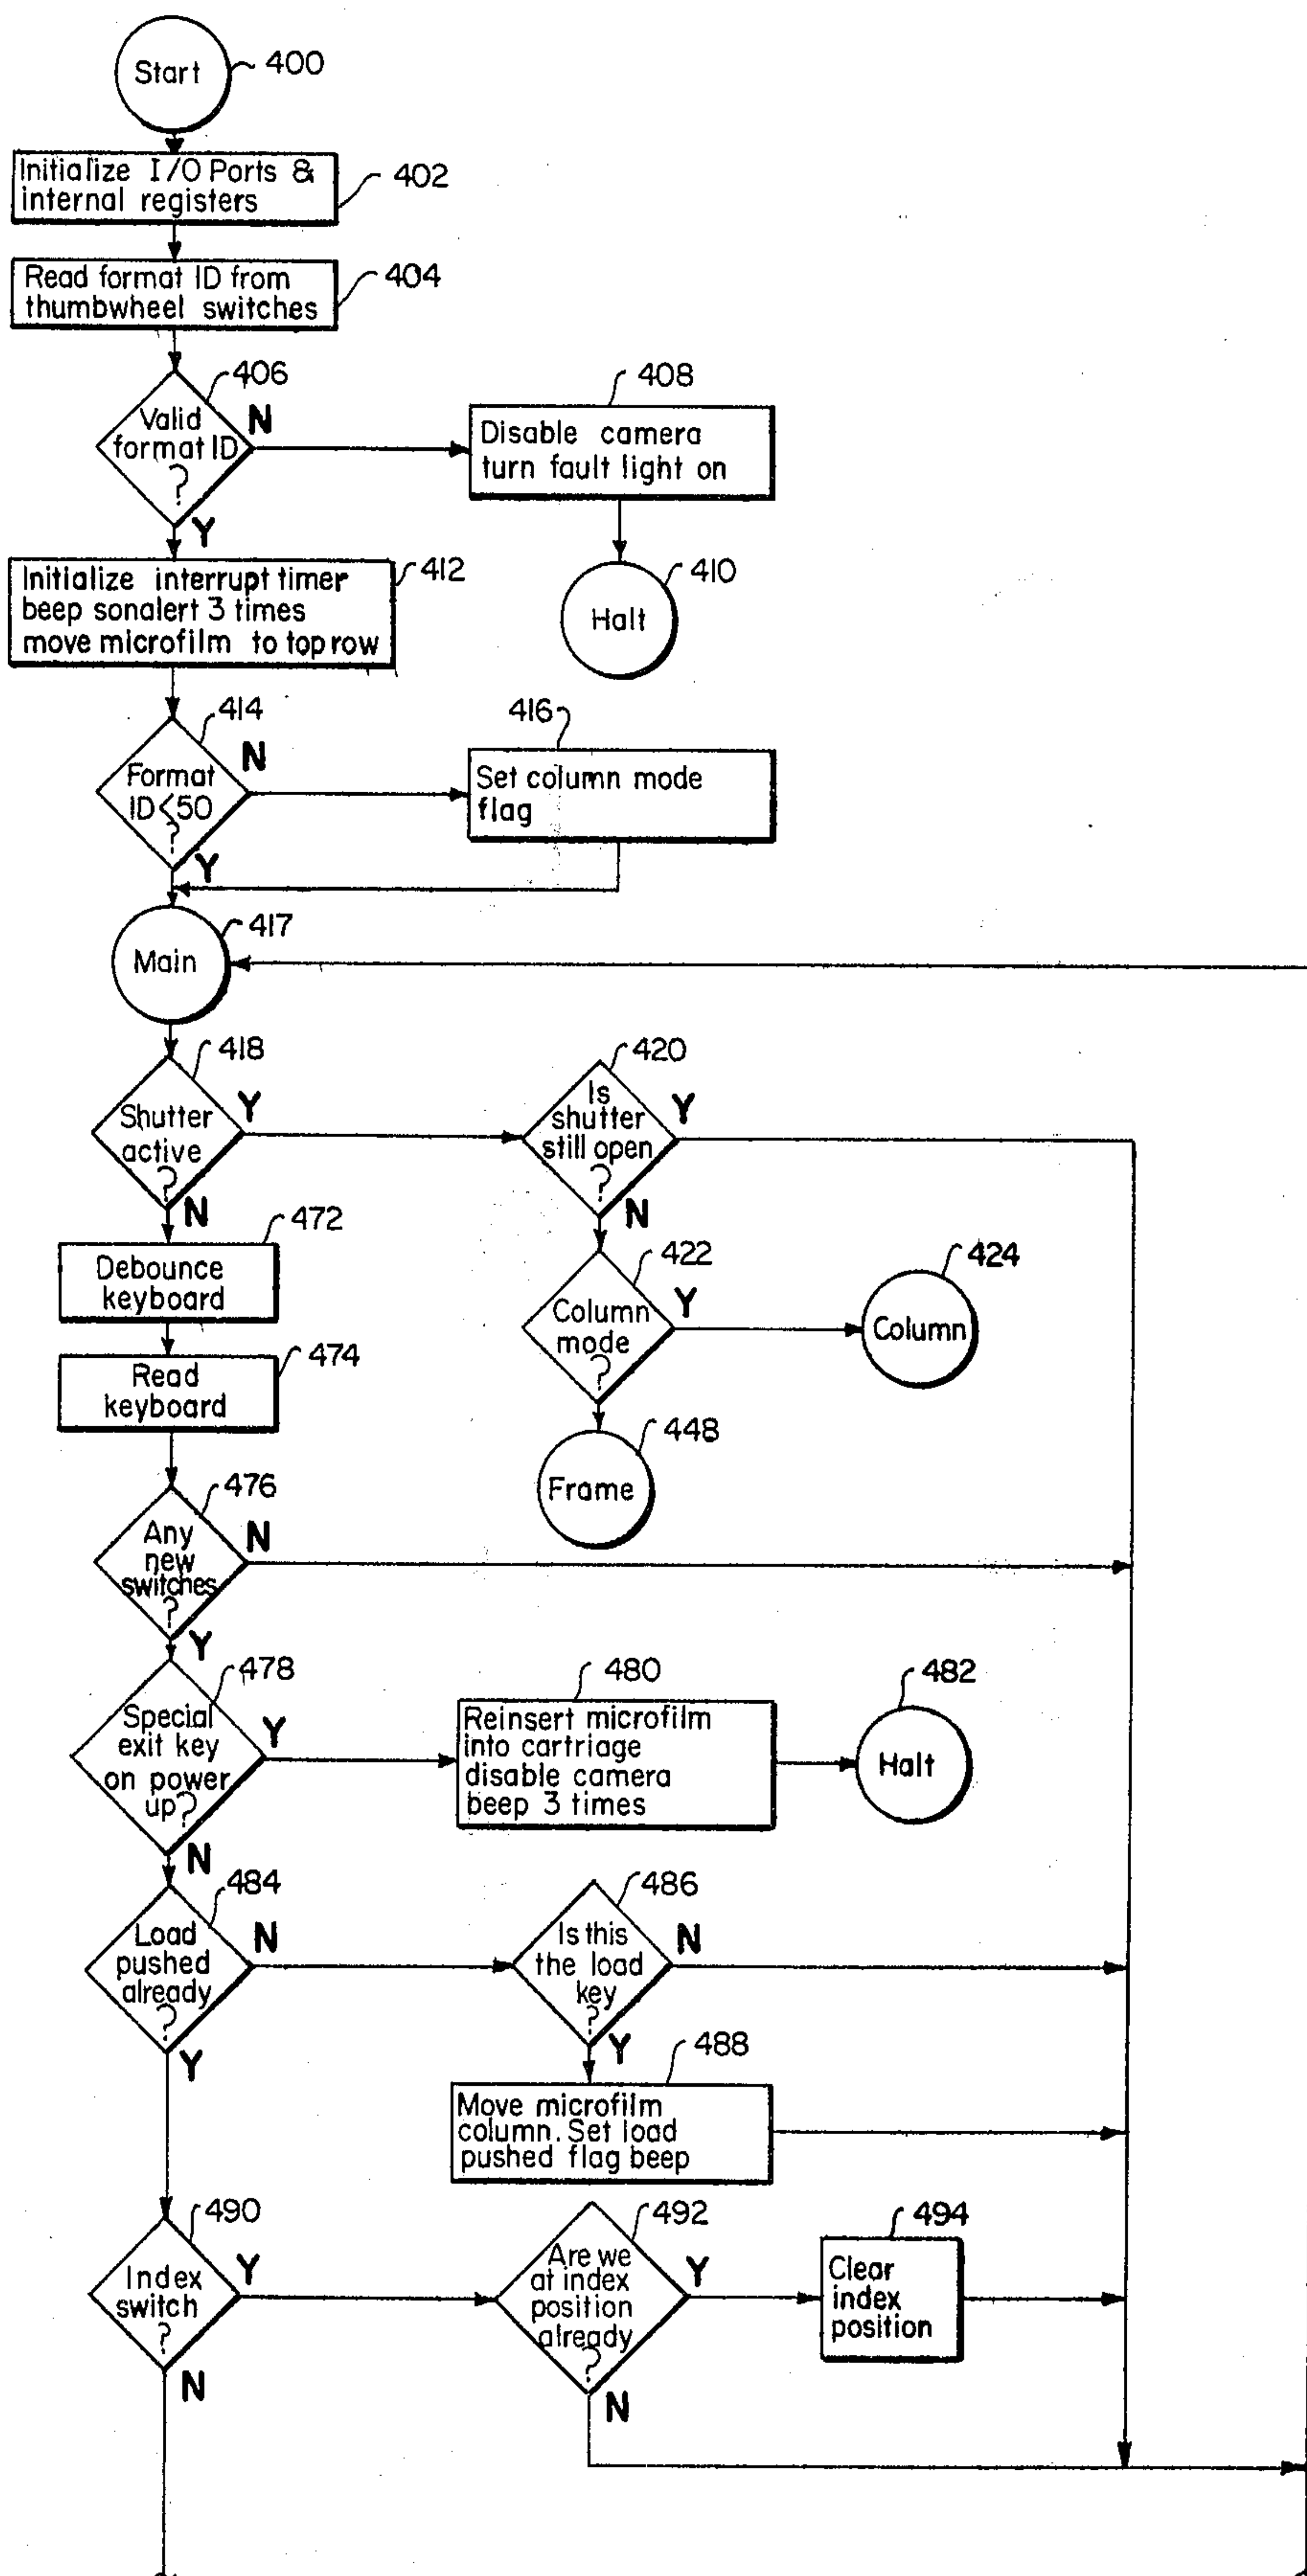 Start
400
Initialize I/O Ports &
internal registers
402
Read format ID from
thumbwheel switches
404
406
Valid
format ID
?
N
Y
408
Disable camera
turn fault light on
410
Halt
Initialize interrupt timer
beep sonalert 3 times
move microfilm to top row
412
414
Format
ID<50
?
N
Y
416
Set column mode
flag
417
Main
418
Shutter
active
?
Y
N
420
Is
shutter
still open
?
Y
N
472
Debounce
keyboard
422
Column
mode
?
Y
424
Column
474
Read
keyboard
448
Frame
476
Any
new
switches
?
N
Y
478
Special
exit key
on power
up?
Y
N
480
Reinsert microfilm
into cartriage
disable camera
beep 3 times
482
Halt
484
Load
pushed
already
?
N
Y
486
Is this
the load
key
?
N
Y
488
Move microfilm
column. Set load
pushed flag beep
490
Index
switch
?
Y
N
492
Are we
at index
position
already
?
Y
N
494
Clear
index
position